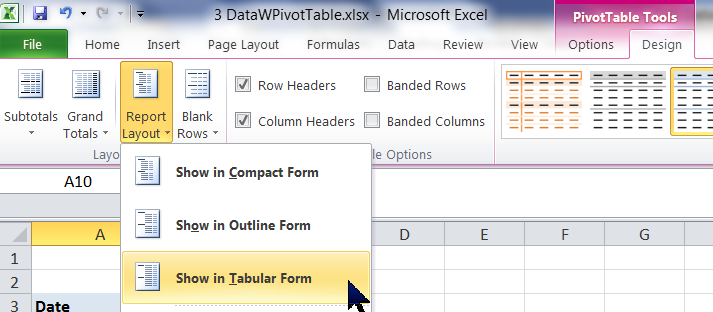 3 DataWPivotTable.xlsx - Microsoft Excel
PivotTable Tools
File Home Insert Page Layout Formulas Data Review View Options Design
Subtotals
Grand Totals
Report Layout
Blank Rows
Row Headers
Banded Rows
Column Headers
Banded Columns
Options
A10
Show in Compact Form
Show in Outline Form
Show in Tabular Form
A D E F G
1
2
3 Date